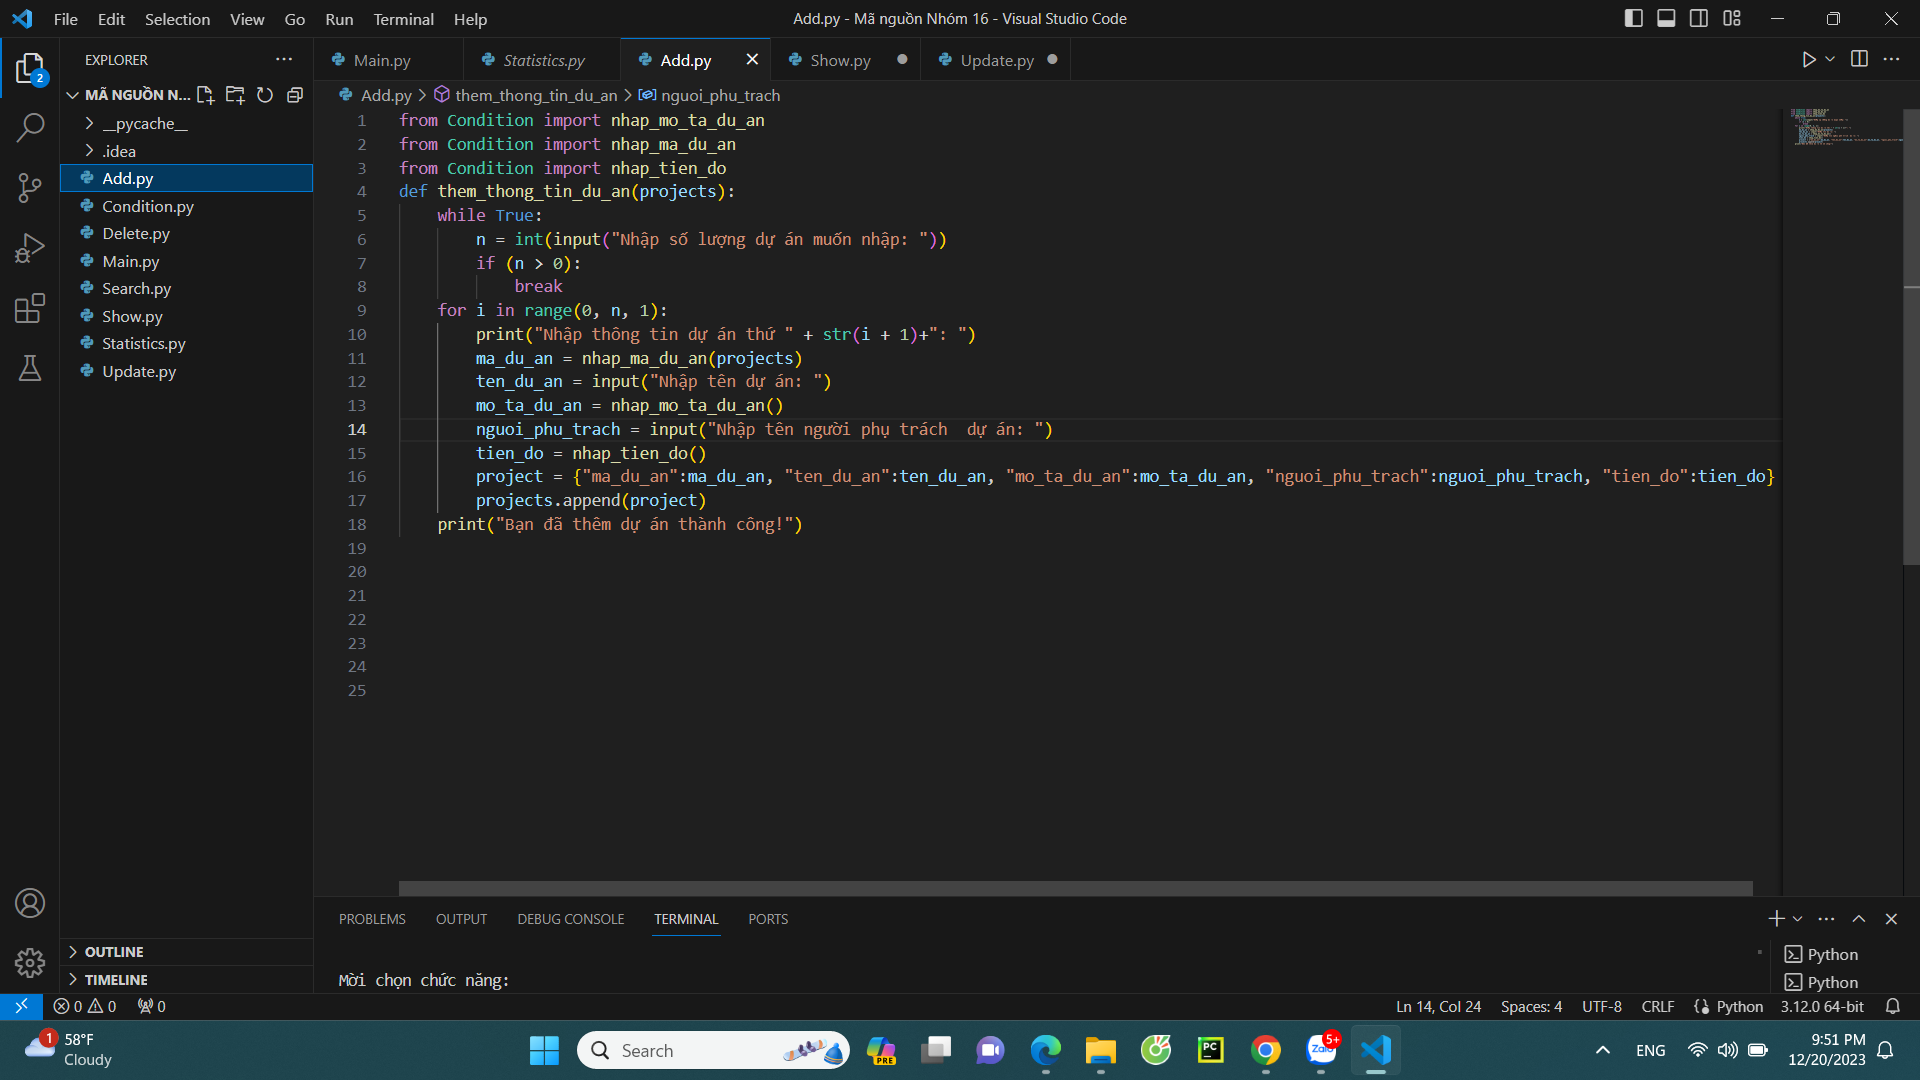 File Edit Selection View Go Run Terminal Help
Add.py - Mã nguồn Nhóm 16 - Visual Studio Code
EXPLORER
2
MÃ NGUỒN N...
__pycache__
.idea
Add.py
Condition.py
Delete.py
Main.py
Search.py
Show.py
Statistics.py
Update.py
OUTLINE
TIMELINE
Main.py Statistics.py Add.py Show.py Update.py
Add.py > them_thong_tin_du_an > nguoi_phu_trach
1 from Condition import nhap_mo_ta_du_an
2 from Condition import nhap_ma_du_an
3 from Condition import nhap_tien_do
4 def them_thong_tin_du_an(projects):
5 while True:
6 n = int(input("Nhập số lượng dự án muốn nhập: "))
7 if (n > 0):
8 break
9 for i in range(0, n, 1):
10 print("Nhập thông tin dự án thứ " + str(i + 1)+": ")
11 ma_du_an = nhap_ma_du_an(projects)
12 ten_du_an = input("Nhập tên dự án: ")
13 mo_ta_du_an = nhap_mo_ta_du_an()
14 nguoi_phu_trach = input("Nhập tên người phụ trách  dự án: ")
15 tien_do = nhap_tien_do()
16 project = {"ma_du_an":ma_du_an, "ten_du_an":ten_du_an, "mo_ta_du_an":mo_ta_du_an, "nguoi_phu_trach":nguoi_phu_trach, "tien_do":tien_do}
17 projects.append(project)
18 print("Bạn đã thêm dự án thành công!")
19
20
21
22
23
24
25
PROBLEMS OUTPUT DEBUG CONSOLE TERMINAL PORTS
Mời chọn chức năng:
Python
Python
0 0 0
Ln 14, Col 24 Spaces: 4 UTF-8 CRLF Python 3.12.0 64-bit
1
58°F
Cloudy
Search
PRE
PC
Zalo
5+
ENG
9:51 PM
12/20/2023